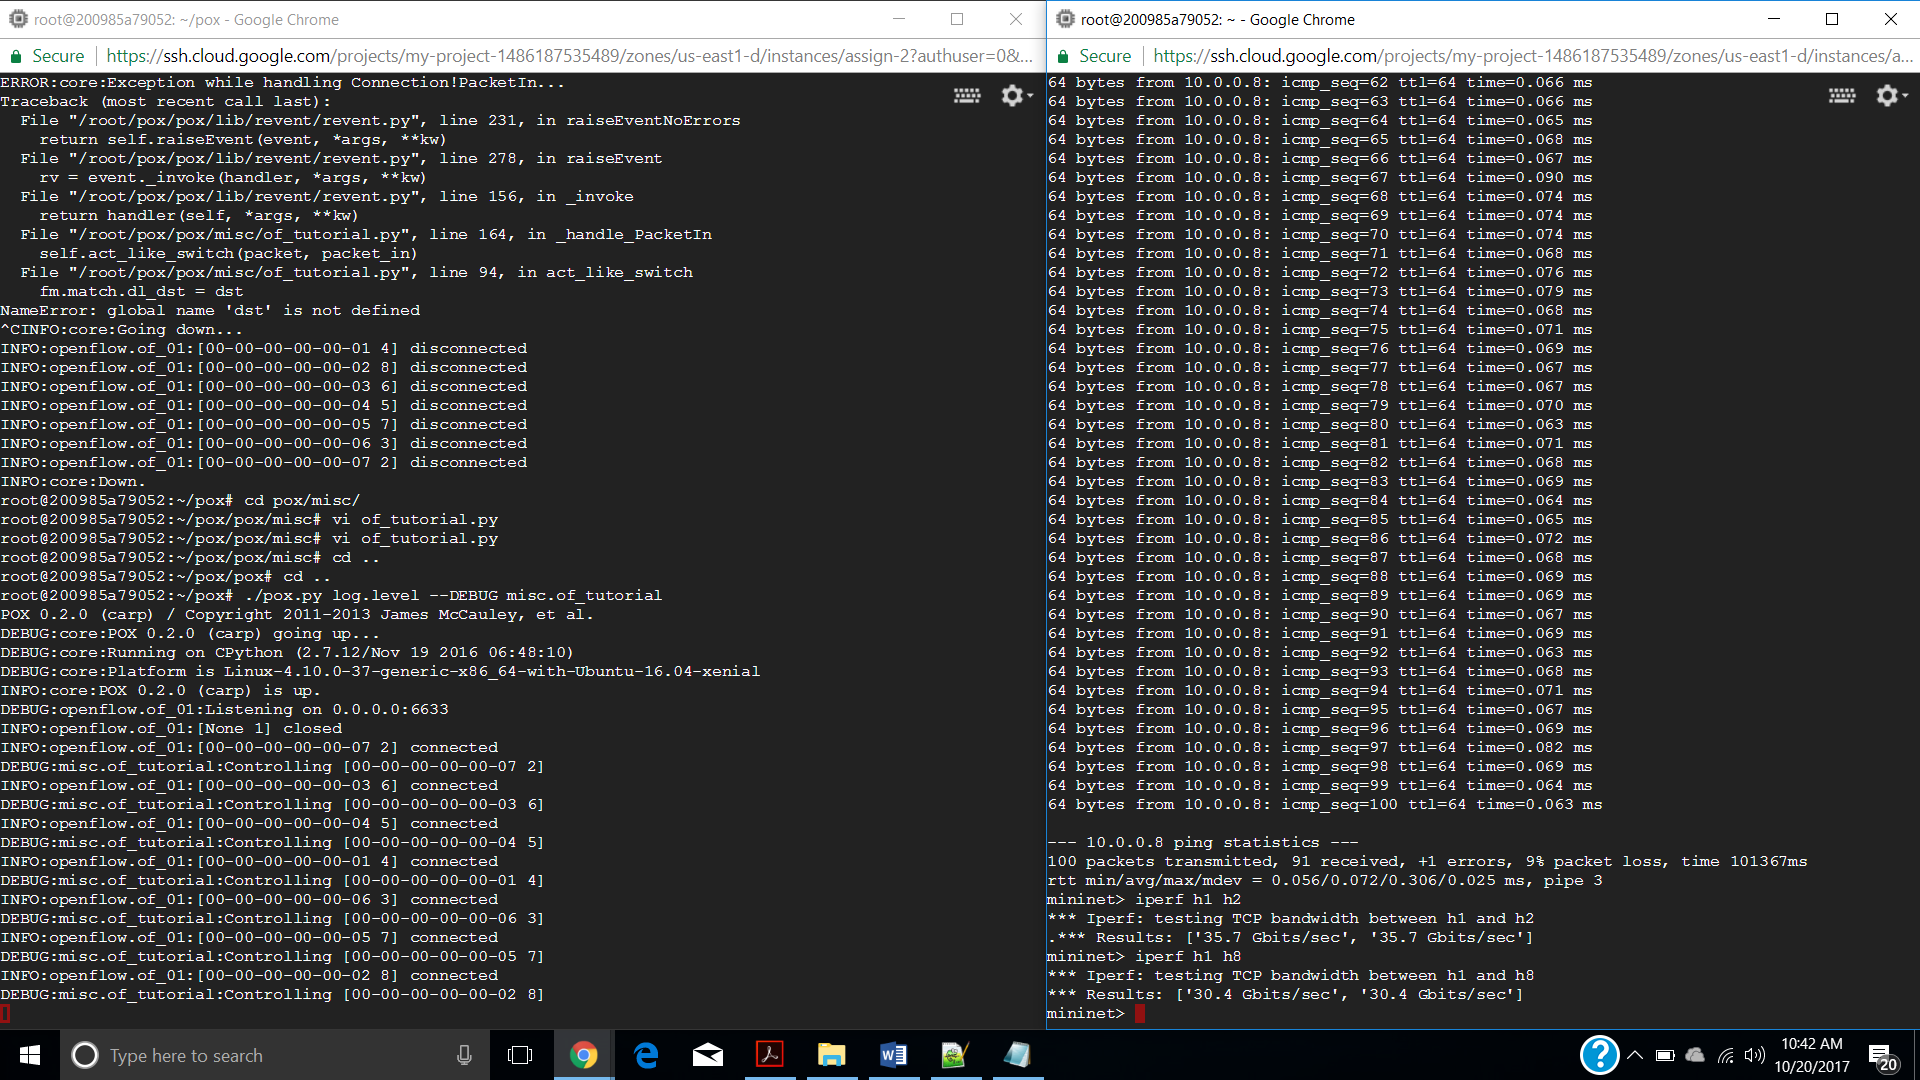 root@200985a79052: ~/pox - Google Chrome
Secure
https://ssh.cloud.google.com/projects/my-project-1486187535489/zones/us-east1-d/instances/assign-2?authuser=0&...
ERROR:core:Exception while handling Connection!PacketIn...
Traceback (most recent call last):
  File "/root/pox/pox/lib/revent/revent.py", line 231, in raiseEventNoErrors
    return self.raiseEvent(event, *args, **kw)
  File "/root/pox/pox/lib/revent/revent.py", line 278, in raiseEvent
    rv = event._invoke(handler, *args, **kw)
  File "/root/pox/pox/lib/revent/revent.py", line 156, in _invoke
    return handler(self, *args, **kw)
  File "/root/pox/pox/misc/of_tutorial.py", line 164, in _handle_PacketIn
    self.act_like_switch(packet, packet_in)
  File "/root/pox/pox/misc/of_tutorial.py", line 94, in act_like_switch
    fm.match.dl_dst = dst
NameError: global name 'dst' is not defined
^CINFO:core:Going down...
INFO:openflow.of_01:[00-00-00-00-00-01 4] disconnected
INFO:openflow.of_01:[00-00-00-00-00-02 8] disconnected
INFO:openflow.of_01:[00-00-00-00-00-03 6] disconnected
INFO:openflow.of_01:[00-00-00-00-00-04 5] disconnected
INFO:openflow.of_01:[00-00-00-00-00-05 7] disconnected
INFO:openflow.of_01:[00-00-00-00-00-06 3] disconnected
INFO:openflow.of_01:[00-00-00-00-00-07 2] disconnected
INFO:core:Down.
root@200985a79052:~/pox# cd pox/misc/
root@200985a79052:~/pox/pox/misc# vi of_tutorial.py
root@200985a79052:~/pox/pox/misc# vi of_tutorial.py
root@200985a79052:~/pox/pox/misc# cd ..
root@200985a79052:~/pox/pox# cd ..
root@200985a79052:~/pox# ./pox.py log.level --DEBUG misc.of_tutorial
POX 0.2.0 (carp) / Copyright 2011-2013 James McCauley, et al.
DEBUG:core:POX 0.2.0 (carp) going up...
DEBUG:core:Running on CPython (2.7.12/Nov 19 2016 06:48:10)
DEBUG:core:Platform is Linux-4.10.0-37-generic-x86_64-with-Ubuntu-16.04-xenial
INFO:core:POX 0.2.0 (carp) is up.
DEBUG:openflow.of_01:Listening on 0.0.0.0:6633
INFO:openflow.of_01:[None 1] closed
INFO:openflow.of_01:[00-00-00-00-00-07 2] connected
DEBUG:misc.of_tutorial:Controlling [00-00-00-00-00-07 2]
INFO:openflow.of_01:[00-00-00-00-00-03 6] connected
DEBUG:misc.of_tutorial:Controlling [00-00-00-00-00-03 6]
INFO:openflow.of_01:[00-00-00-00-00-04 5] connected
DEBUG:misc.of_tutorial:Controlling [00-00-00-00-00-04 5]
INFO:openflow.of_01:[00-00-00-00-00-01 4] connected
DEBUG:misc.of_tutorial:Controlling [00-00-00-00-00-01 4]
INFO:openflow.of_01:[00-00-00-00-00-06 3] connected
DEBUG:misc.of_tutorial:Controlling [00-00-00-00-00-06 3]
INFO:openflow.of_01:[00-00-00-00-00-05 7] connected
DEBUG:misc.of_tutorial:Controlling [00-00-00-00-00-05 7]
INFO:openflow.of_01:[00-00-00-00-00-02 8] connected
DEBUG:misc.of_tutorial:Controlling [00-00-00-00-00-02 8]
root@200985a79052: ~ - Google Chrome
Secure
https://ssh.cloud.google.com/projects/my-project-1486187535489/zones/us-east1-d/instances/a...
64 bytes from 10.0.0.8: icmp_seq=62 ttl=64 time=0.066 ms
64 bytes from 10.0.0.8: icmp_seq=63 ttl=64 time=0.066 ms
64 bytes from 10.0.0.8: icmp_seq=64 ttl=64 time=0.065 ms
64 bytes from 10.0.0.8: icmp_seq=65 ttl=64 time=0.068 ms
64 bytes from 10.0.0.8: icmp_seq=66 ttl=64 time=0.067 ms
64 bytes from 10.0.0.8: icmp_seq=67 ttl=64 time=0.090 ms
64 bytes from 10.0.0.8: icmp_seq=68 ttl=64 time=0.074 ms
64 bytes from 10.0.0.8: icmp_seq=69 ttl=64 time=0.074 ms
64 bytes from 10.0.0.8: icmp_seq=70 ttl=64 time=0.074 ms
64 bytes from 10.0.0.8: icmp_seq=71 ttl=64 time=0.068 ms
64 bytes from 10.0.0.8: icmp_seq=72 ttl=64 time=0.076 ms
64 bytes from 10.0.0.8: icmp_seq=73 ttl=64 time=0.079 ms
64 bytes from 10.0.0.8: icmp_seq=74 ttl=64 time=0.068 ms
64 bytes from 10.0.0.8: icmp_seq=75 ttl=64 time=0.071 ms
64 bytes from 10.0.0.8: icmp_seq=76 ttl=64 time=0.069 ms
64 bytes from 10.0.0.8: icmp_seq=77 ttl=64 time=0.067 ms
64 bytes from 10.0.0.8: icmp_seq=78 ttl=64 time=0.067 ms
64 bytes from 10.0.0.8: icmp_seq=79 ttl=64 time=0.070 ms
64 bytes from 10.0.0.8: icmp_seq=80 ttl=64 time=0.063 ms
64 bytes from 10.0.0.8: icmp_seq=81 ttl=64 time=0.071 ms
64 bytes from 10.0.0.8: icmp_seq=82 ttl=64 time=0.068 ms
64 bytes from 10.0.0.8: icmp_seq=83 ttl=64 time=0.069 ms
64 bytes from 10.0.0.8: icmp_seq=84 ttl=64 time=0.064 ms
64 bytes from 10.0.0.8: icmp_seq=85 ttl=64 time=0.065 ms
64 bytes from 10.0.0.8: icmp_seq=86 ttl=64 time=0.072 ms
64 bytes from 10.0.0.8: icmp_seq=87 ttl=64 time=0.068 ms
64 bytes from 10.0.0.8: icmp_seq=88 ttl=64 time=0.069 ms
64 bytes from 10.0.0.8: icmp_seq=89 ttl=64 time=0.069 ms
64 bytes from 10.0.0.8: icmp_seq=90 ttl=64 time=0.067 ms
64 bytes from 10.0.0.8: icmp_seq=91 ttl=64 time=0.069 ms
64 bytes from 10.0.0.8: icmp_seq=92 ttl=64 time=0.063 ms
64 bytes from 10.0.0.8: icmp_seq=93 ttl=64 time=0.068 ms
64 bytes from 10.0.0.8: icmp_seq=94 ttl=64 time=0.071 ms
64 bytes from 10.0.0.8: icmp_seq=95 ttl=64 time=0.067 ms
64 bytes from 10.0.0.8: icmp_seq=96 ttl=64 time=0.069 ms
64 bytes from 10.0.0.8: icmp_seq=97 ttl=64 time=0.082 ms
64 bytes from 10.0.0.8: icmp_seq=98 ttl=64 time=0.069 ms
64 bytes from 10.0.0.8: icmp_seq=99 ttl=64 time=0.064 ms
64 bytes from 10.0.0.8: icmp_seq=100 ttl=64 time=0.063 ms
--- 10.0.0.8 ping statistics ---
100 packets transmitted, 91 received, +1 errors, 9% packet loss, time 101367ms
rtt min/avg/max/mdev = 0.056/0.072/0.306/0.025 ms, pipe 3
mininet> iperf h1 h2
*** Iperf: testing TCP bandwidth between h1 and h2
.*** Results: ['35.7 Gbits/sec', '35.7 Gbits/sec']
mininet> iperf h1 h8
*** Iperf: testing TCP bandwidth between h1 and h8
*** Results: ['30.4 Gbits/sec', '30.4 Gbits/sec']
mininet>
Type here to search
10:42 AM
10/20/2017
20